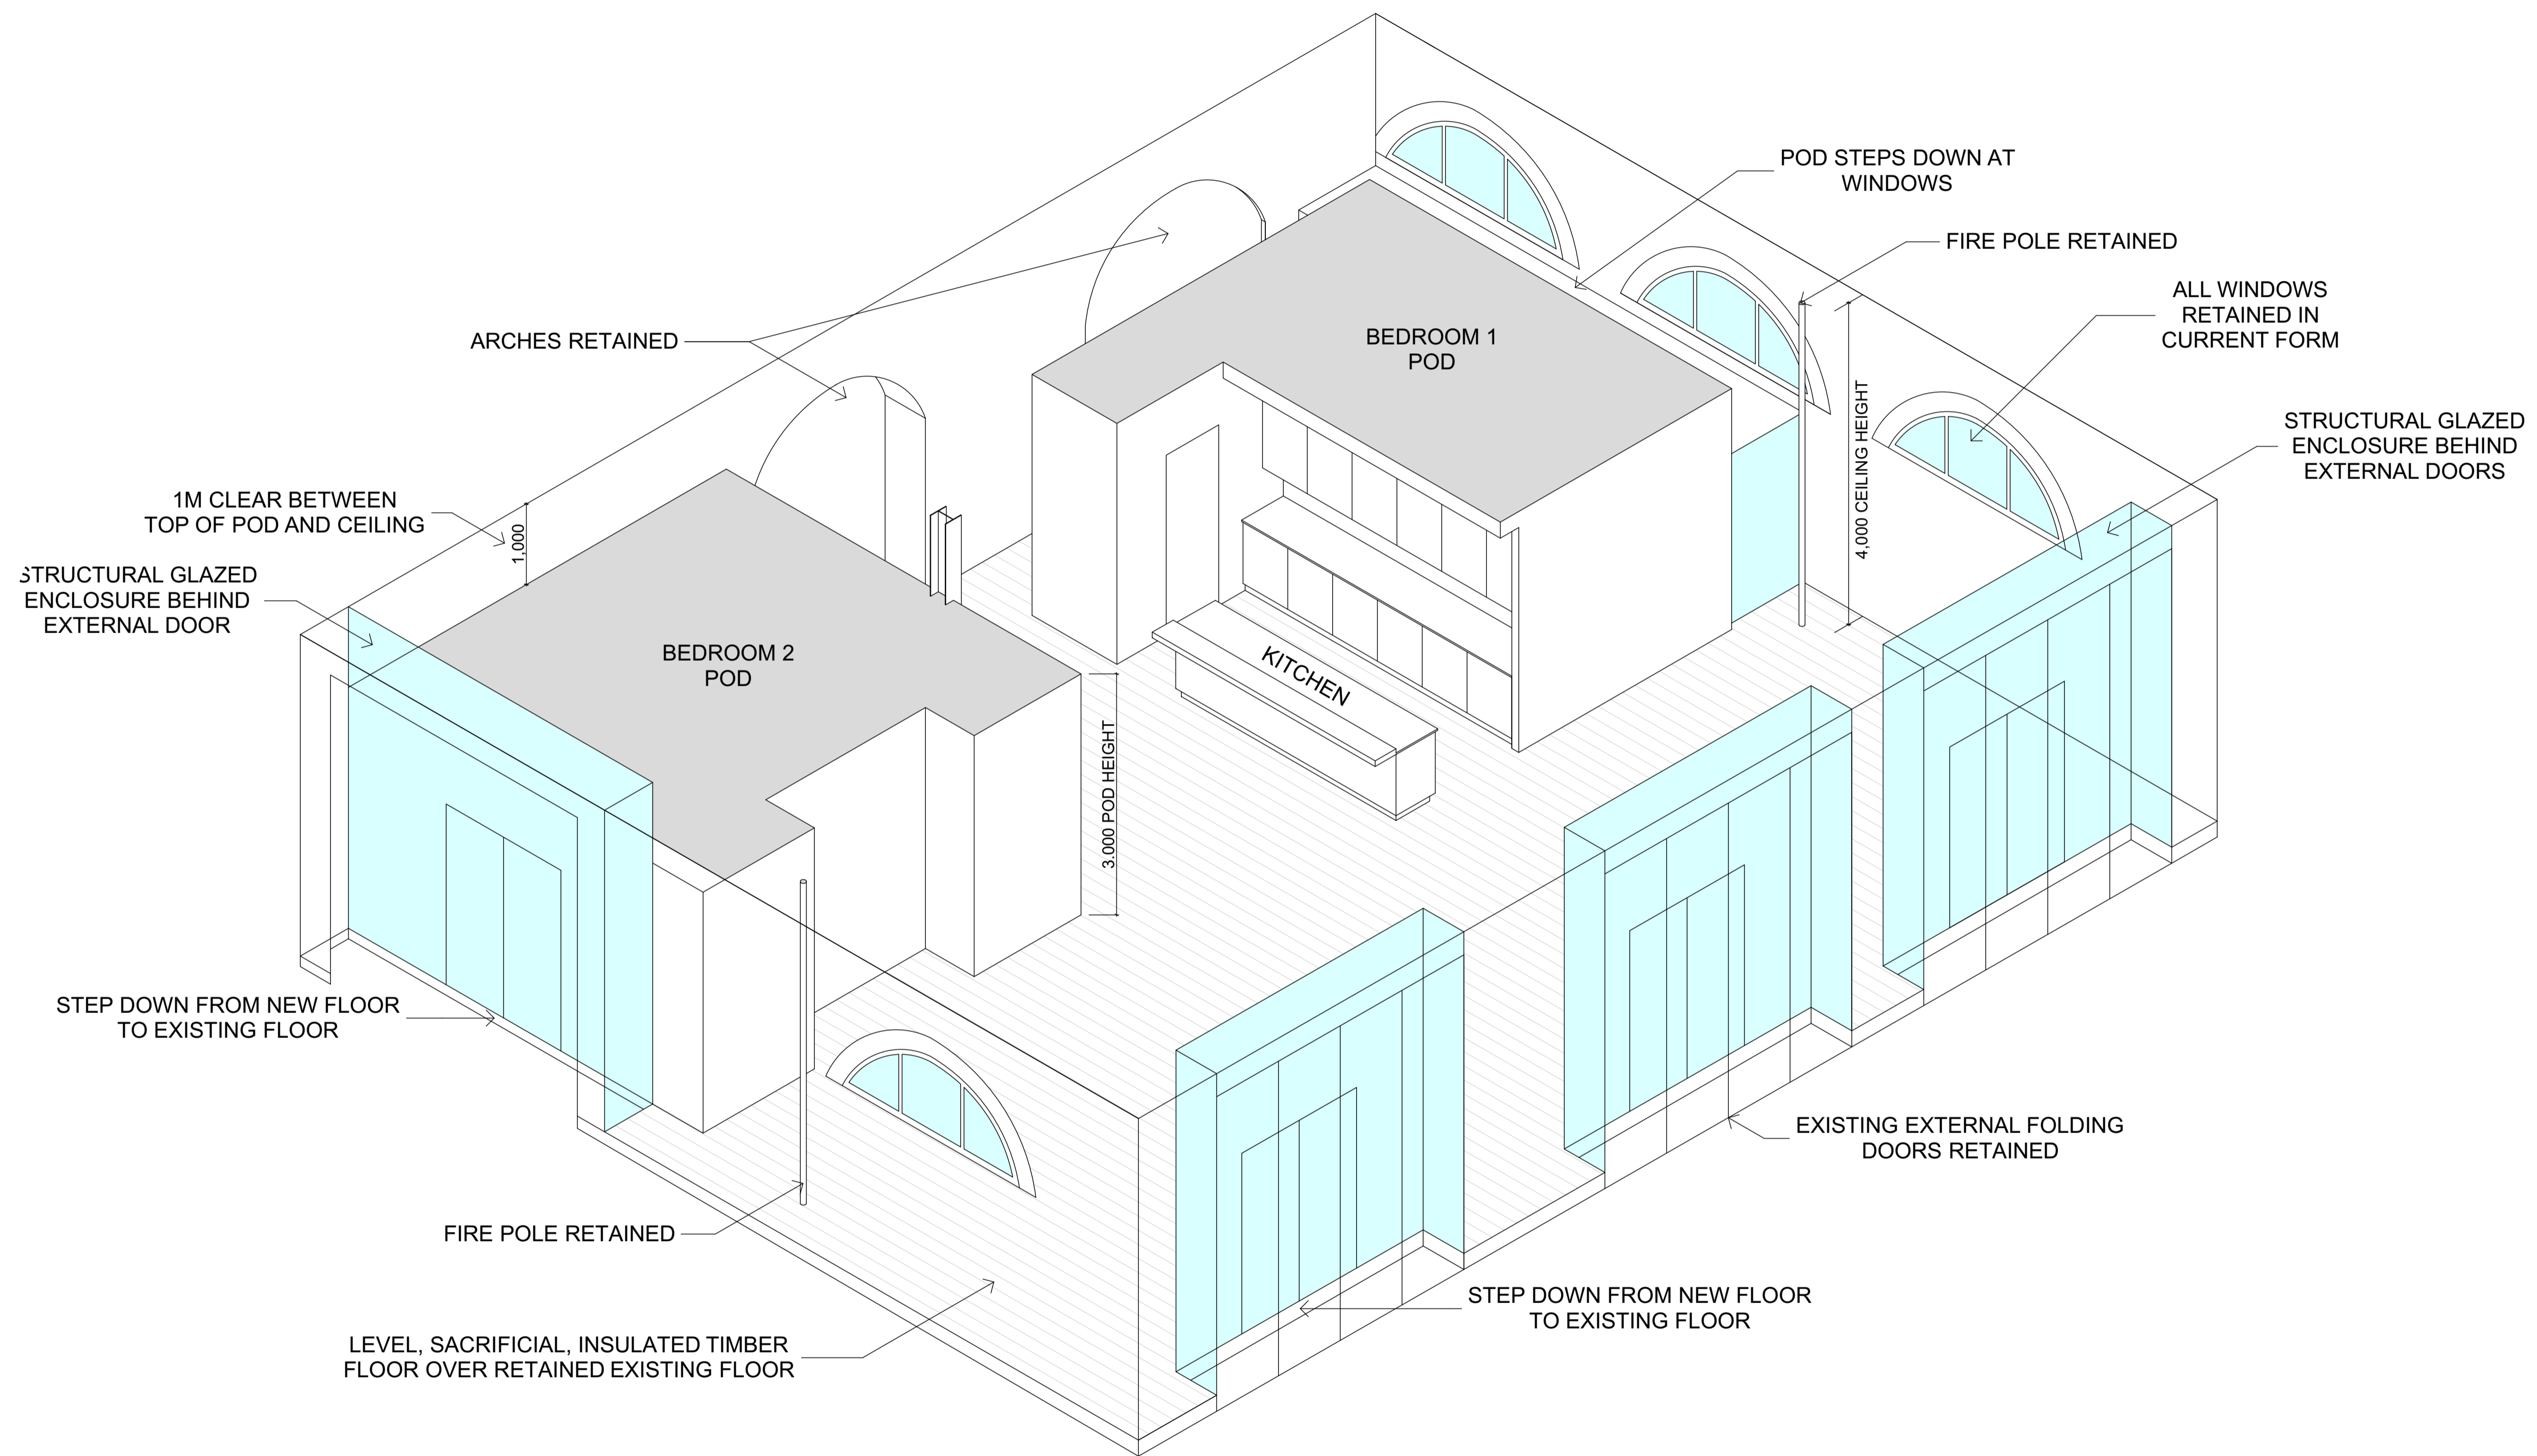 POD STEPS DOWN AT
WINDOWS
FIRE POLE RETAINED
ALL WINDOWS
RETAINED IN
CURRENT FORM
ARCHES RETAINED
BEDROOM 1
POD
4,000 CEILING HEIGHT
STRUCTURAL GLAZED
ENCLOSURE BEHIND
EXTERNAL DOORS
1M CLEAR BETWEEN
TOP OF POD AND CEILING
1,000
STRUCTURAL GLAZED
ENCLOSURE BEHIND
EXTERNAL DOOR
BEDROOM 2
POD
KITCHEN
3.000 POD HEIGHT
STEP DOWN FROM NEW FLOOR
TO EXISTING FLOOR
EXISTING EXTERNAL FOLDING
DOORS RETAINED
FIRE POLE RETAINED
STEP DOWN FROM NEW FLOOR
TO EXISTING FLOOR
LEVEL, SACRIFICIAL, INSULATED TIMBER
FLOOR OVER RETAINED EXISTING FLOOR